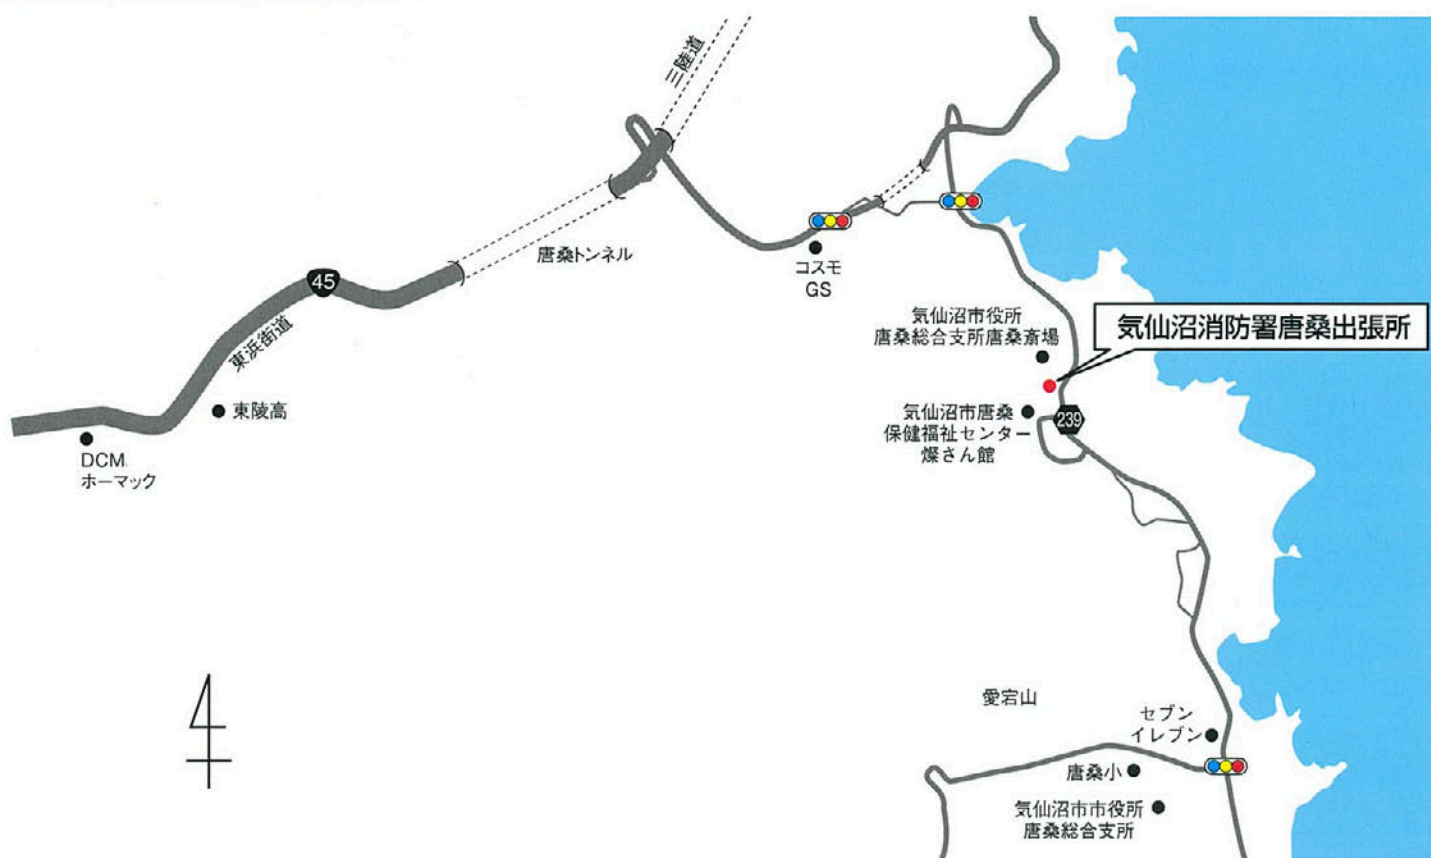 三陸道
唐桑トンネル
45
東浜街道
コスモ
GS
気仙沼市役所
唐桑総合支所唐桑斎場
気仙沼消防署唐桑出張所
東陵高
気仙沼市唐桑
保健福祉センター
燦さん館
239
DCM
ホーマック
愛宕山
セブン
イレブン
唐桑小
気仙沼市市役所
唐桑総合支所